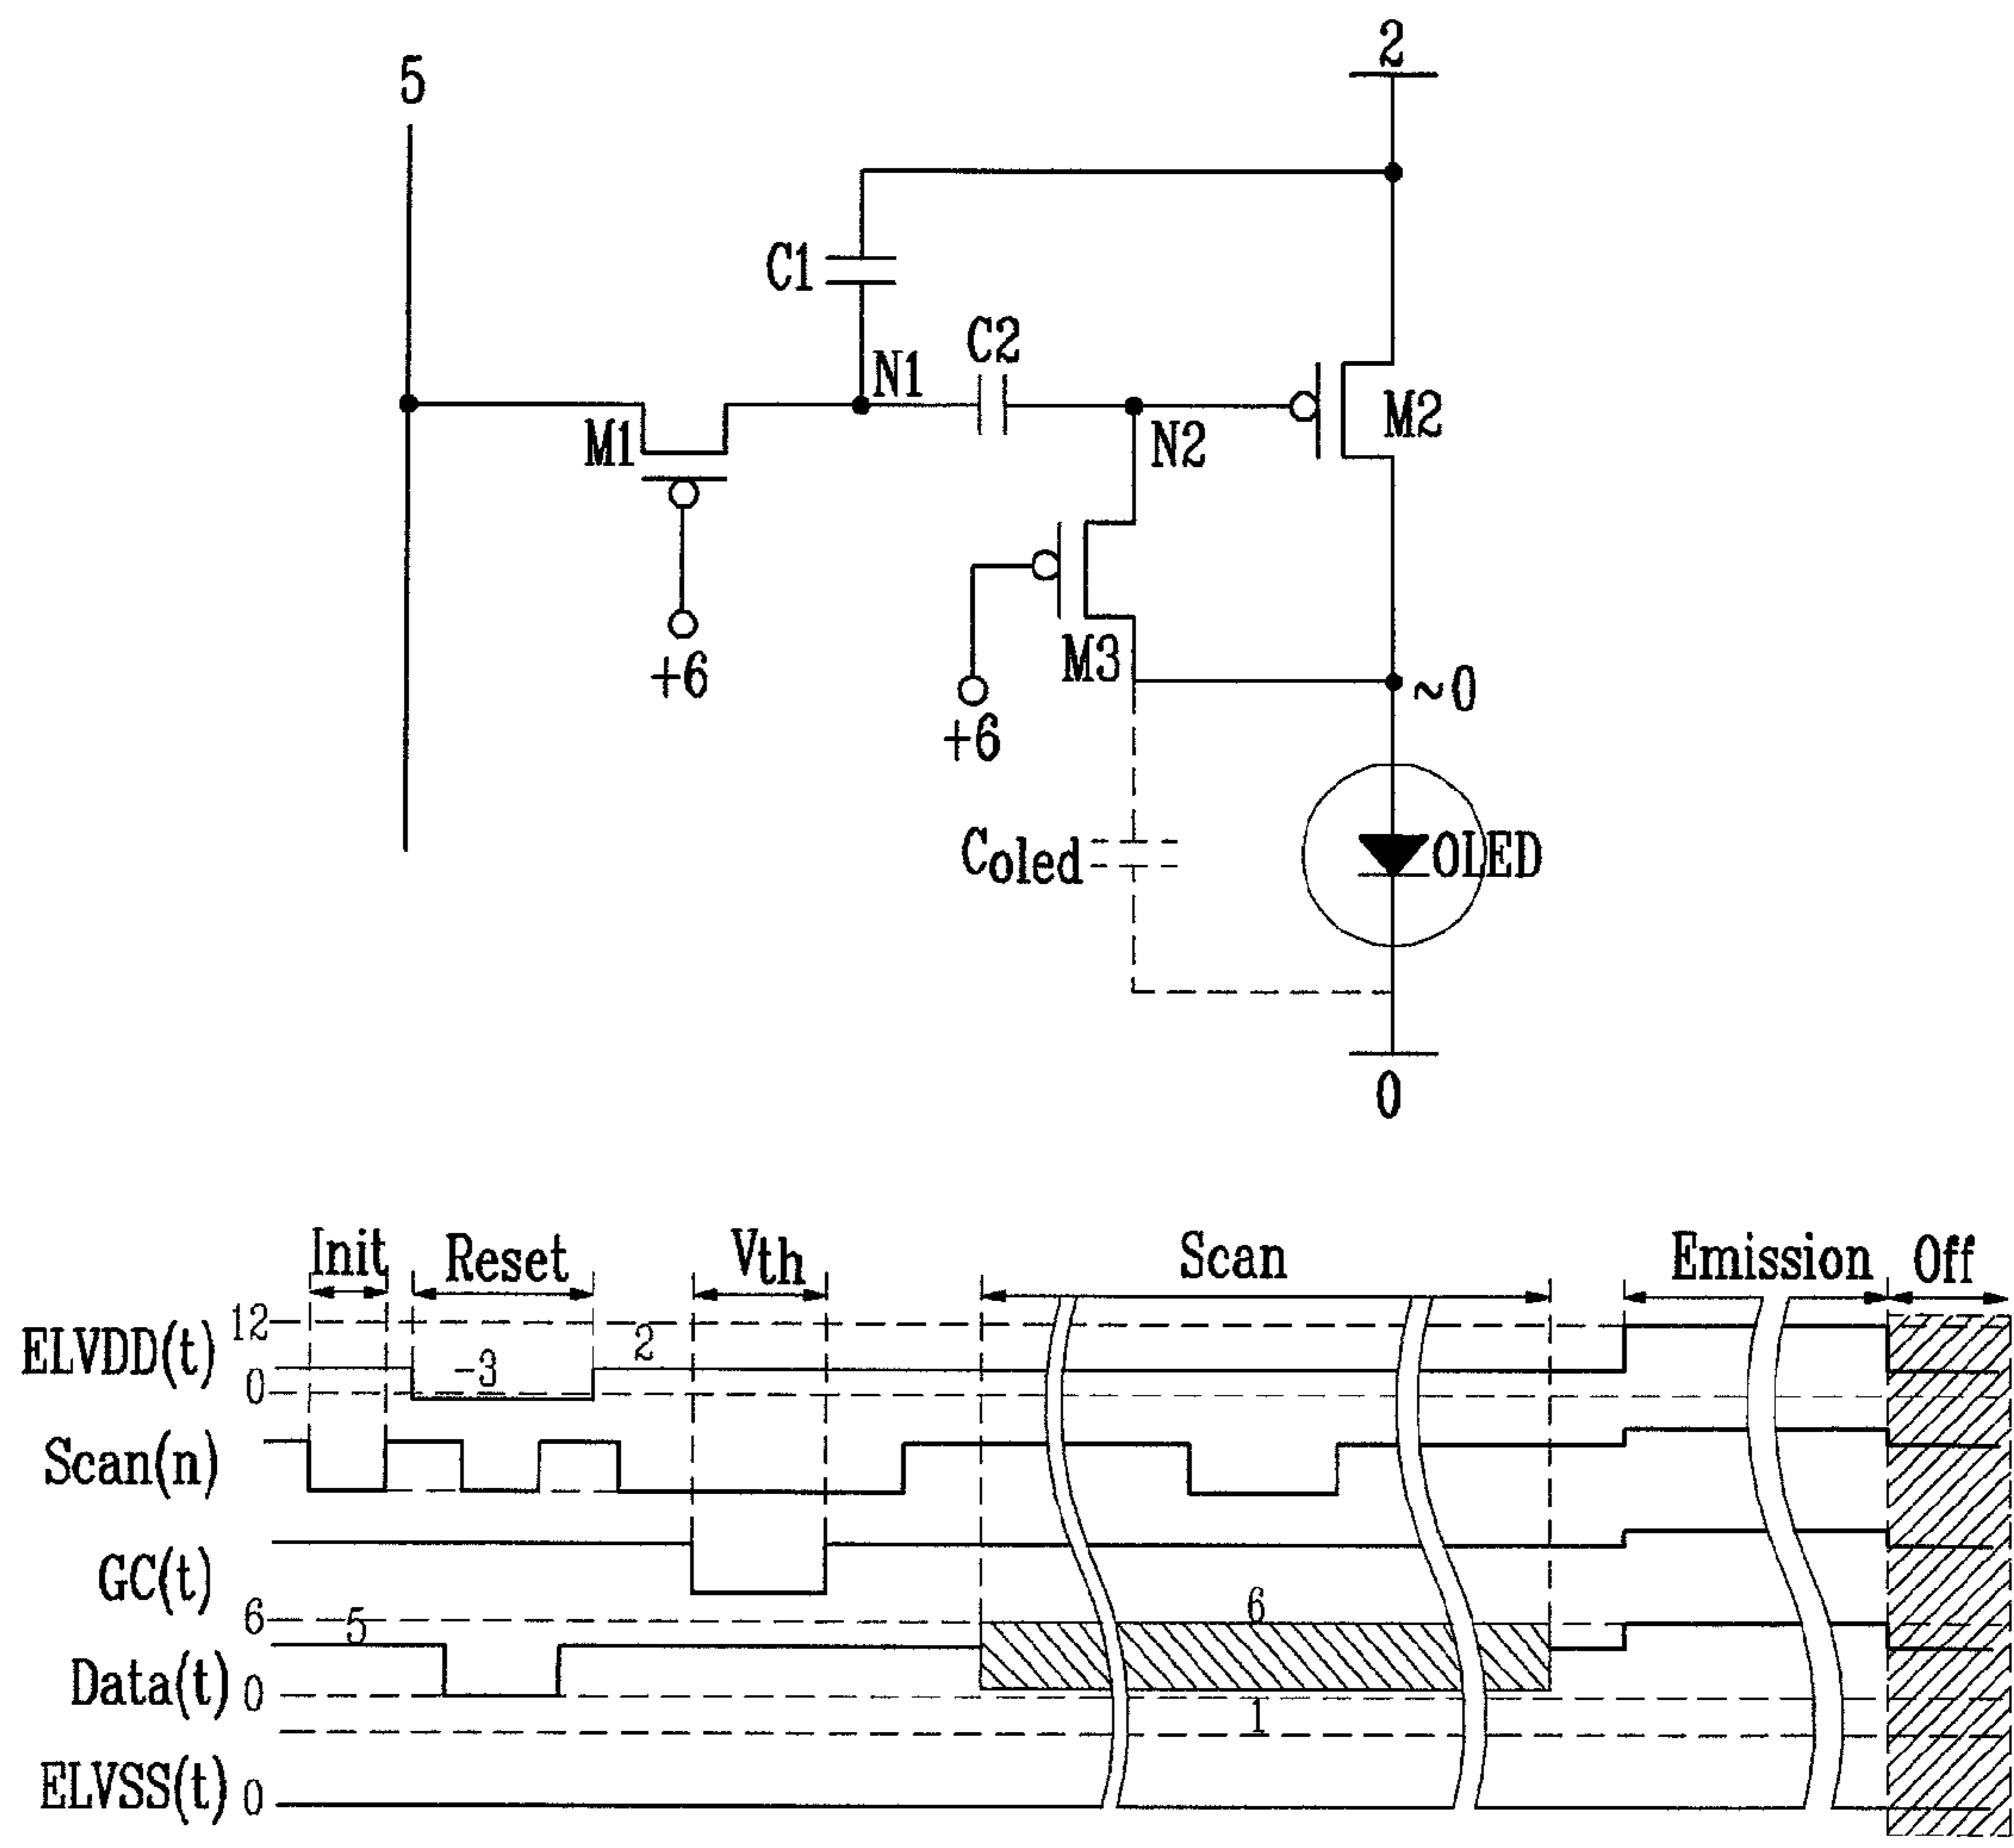 2
5
C1
C2
N1
M1
N2
M2
+6
M3
~0
+6
Coled
OLED
0
Init Reset Vth Scan Emission Off
12
ELVDD(t)
2
-3
0
Scan(n)
GC(t)
6
5
6
Data(t) 0
1
ELVSS(t) 0